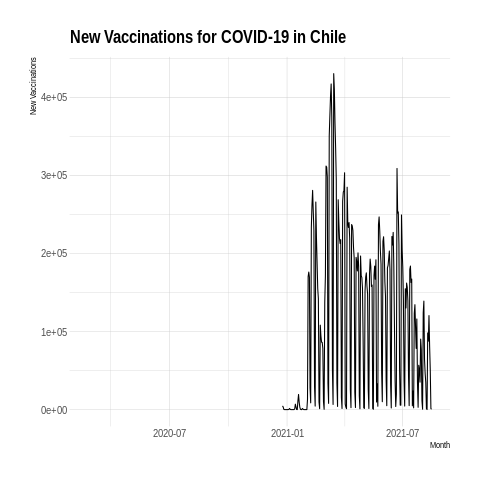 New Vaccinations for COVID-19 in Chile
New Vaccinations
4e+05
3e+05
2e+05
1e+05
0e+00
2020-07 2021-01 2021-07
Month